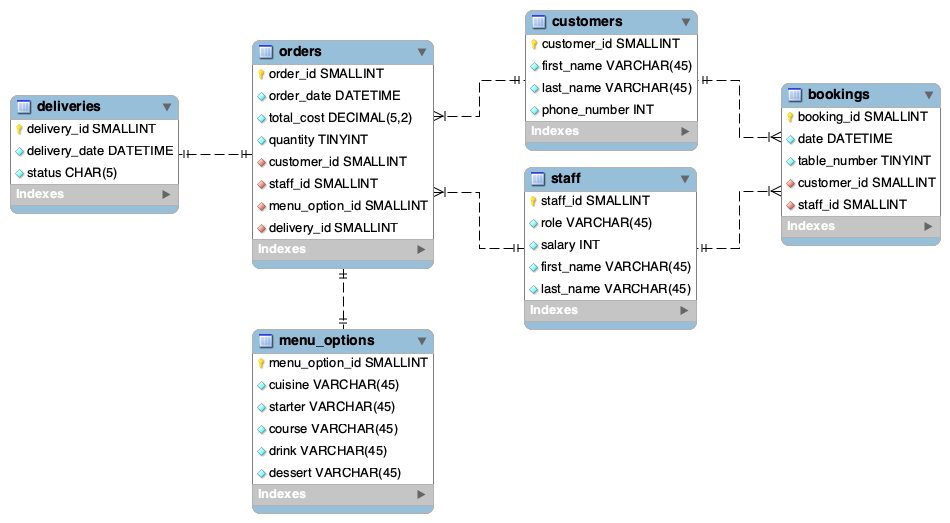 deliveries
delivery_id SMALLINT
delivery_date DATETIME
status CHAR(5)
Indexes
orders
order_id SMALLINT
order_date DATETIME
total_cost DECIMAL(5,2)
quantity TINYINT
customer_id SMALLINT
staff_id SMALLINT
menu_option_id SMALLINT
delivery_id SMALLINT
Indexes
menu_options
menu_option_id SMALLINT
cuisine VARCHAR(45)
starter VARCHAR(45)
course VARCHAR(45)
drink VARCHAR(45)
dessert VARCHAR(45)
Indexes
customers
customer_id SMALLINT
first_name VARCHAR(45)
last_name VARCHAR(45)
phone_number INT
Indexes
staff
staff_id SMALLINT
role VARCHAR(45)
salary INT
first_name VARCHAR(45)
last_name VARCHAR(45)
Indexes
bookings
booking_id SMALLINT
date DATETIME
table_number TINYINT
customer_id SMALLINT
staff_id SMALLINT
Indexes